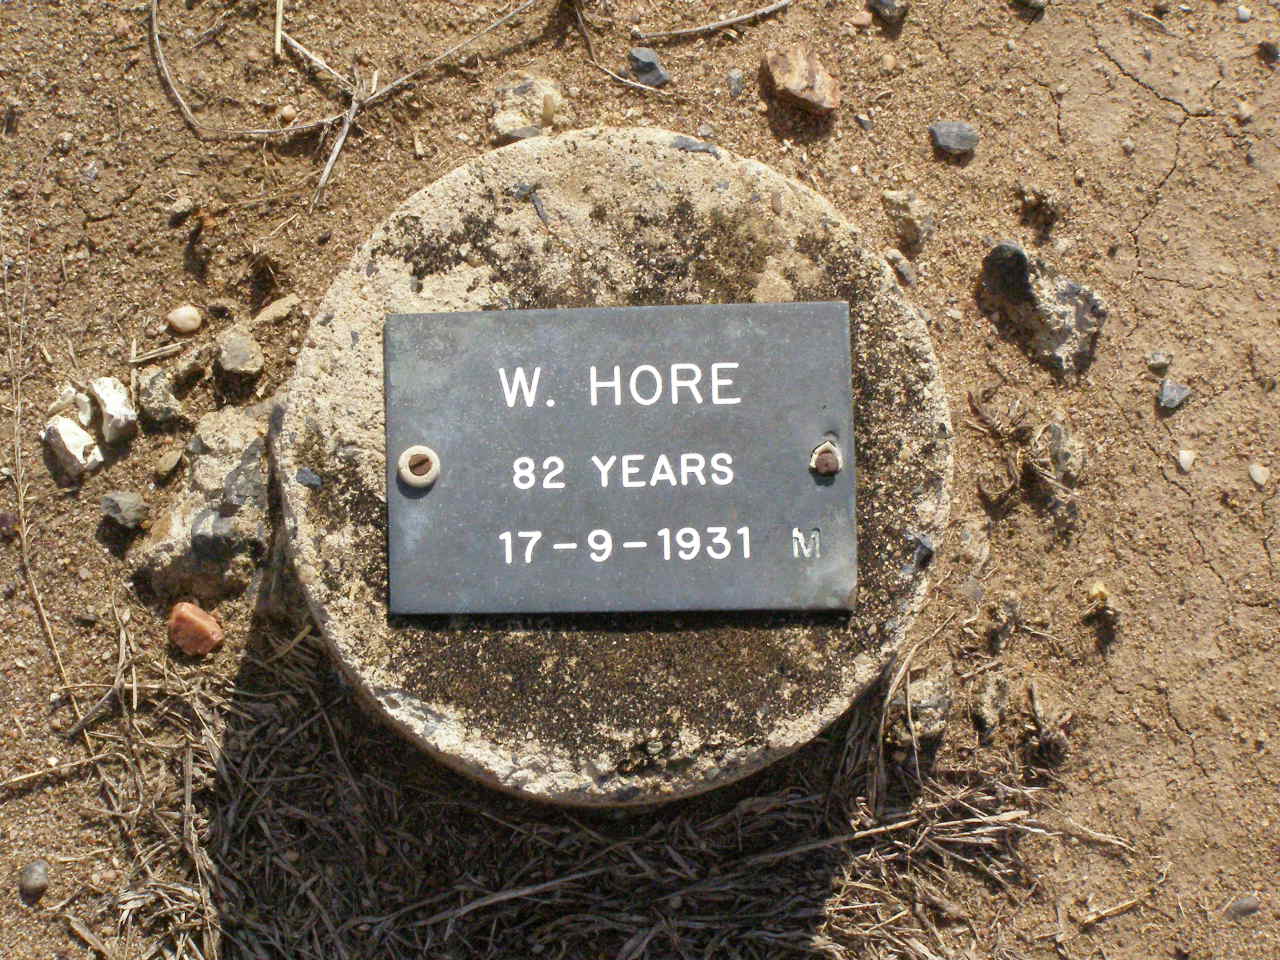 W. HORE
82 YEARS
17-9-1931 M